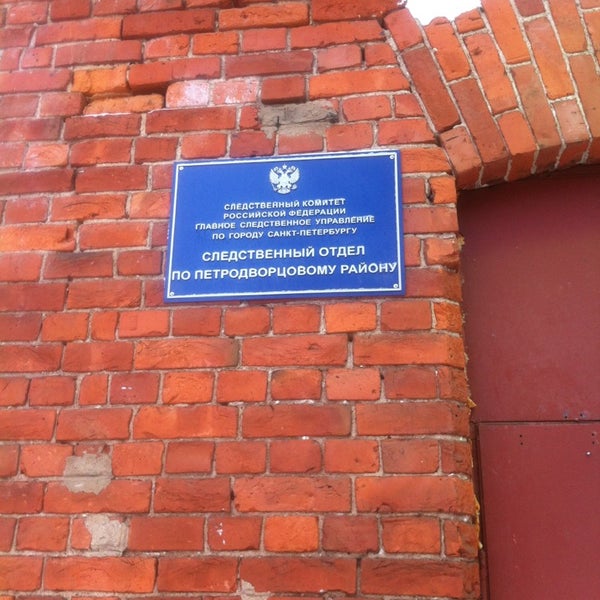 СЛЕДСТВЕННЫЙ КОМИТЕТ
РОССИЙСКОЙ ФЕДЕРАЦИИ
ГЛАВНОЕ СЛЕДСТВЕННОЕ УПРАВЛЕНИЕ
ПО ГОРОДУ САНКТ-ПЕТЕРБУРГУ
СЛЕДСТВЕННЫЙ ОТДЕЛ
ПО ПЕТРОДВОРЦОВОМУ РАЙОНУ